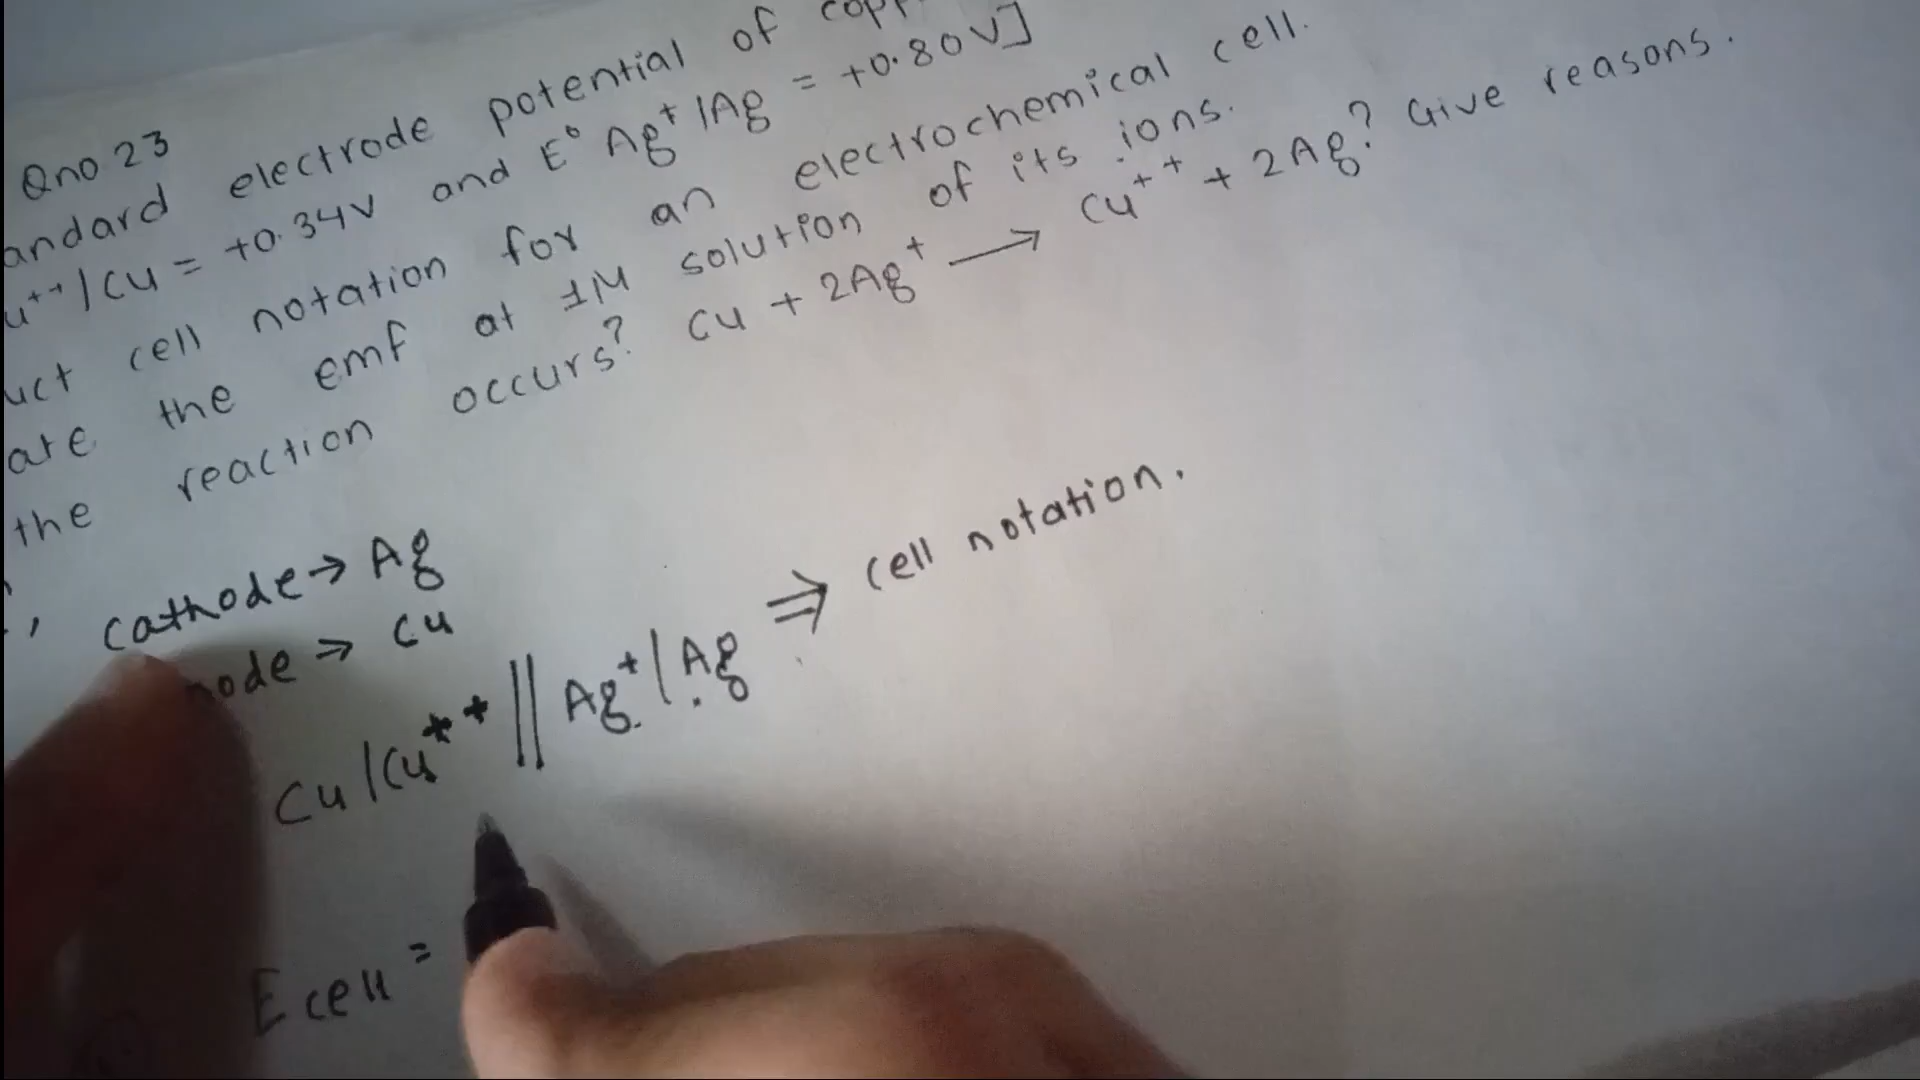 Qno 23
andard electrode potential of copp
u⁺⁺/Cu = +0.34V and E° Ag⁺/Ag = +0.80V]
uct cell notation for an electrochemical cell.
ate the emf at 1M solution of its ions.
the reaction occurs? Cu + 2Ag⁺ → Cu⁺⁺ + 2Ag? Give reasons.
cathode → Ag
node ⇒ Cu
Cu/Cu⁺⁺ || Ag⁺/Ag ⇒ cell notation.
Ecell =